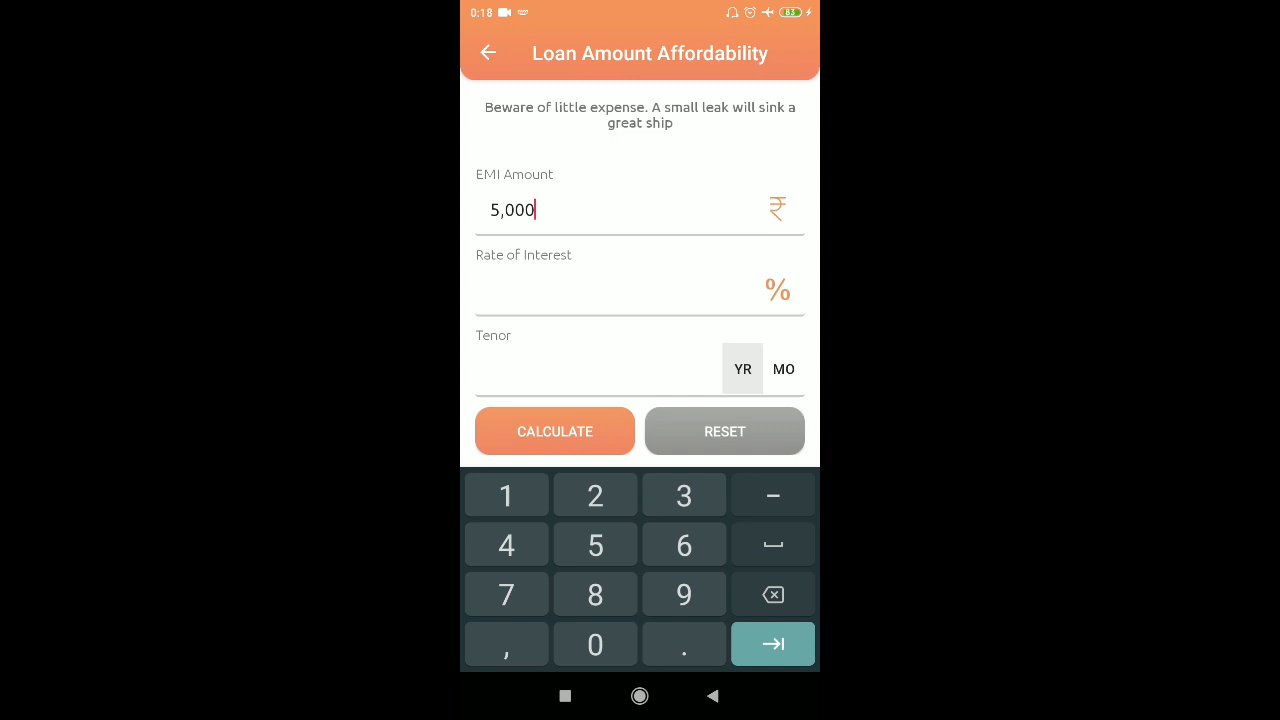 0:18 83
Loan Amount Affordability
Beware of little expense. A small leak will sink a
great ship
EMI Amount
5,000 ₹
Rate of Interest
%
Tenor
YR MO
CALCULATE RESET
1 2 3 -
4 5 6
7 8 9
, 0 .